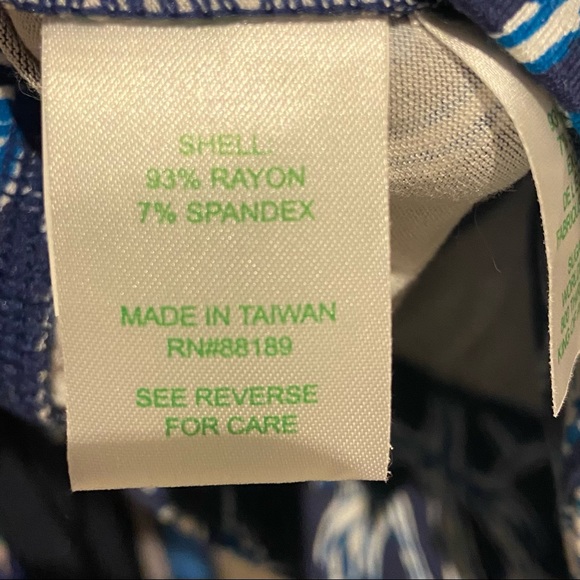 SHELL:
93% RAYON
7% SPANDEX
MADE IN TAIWAN
RN#88189
SEE REVERSE
FOR CARE